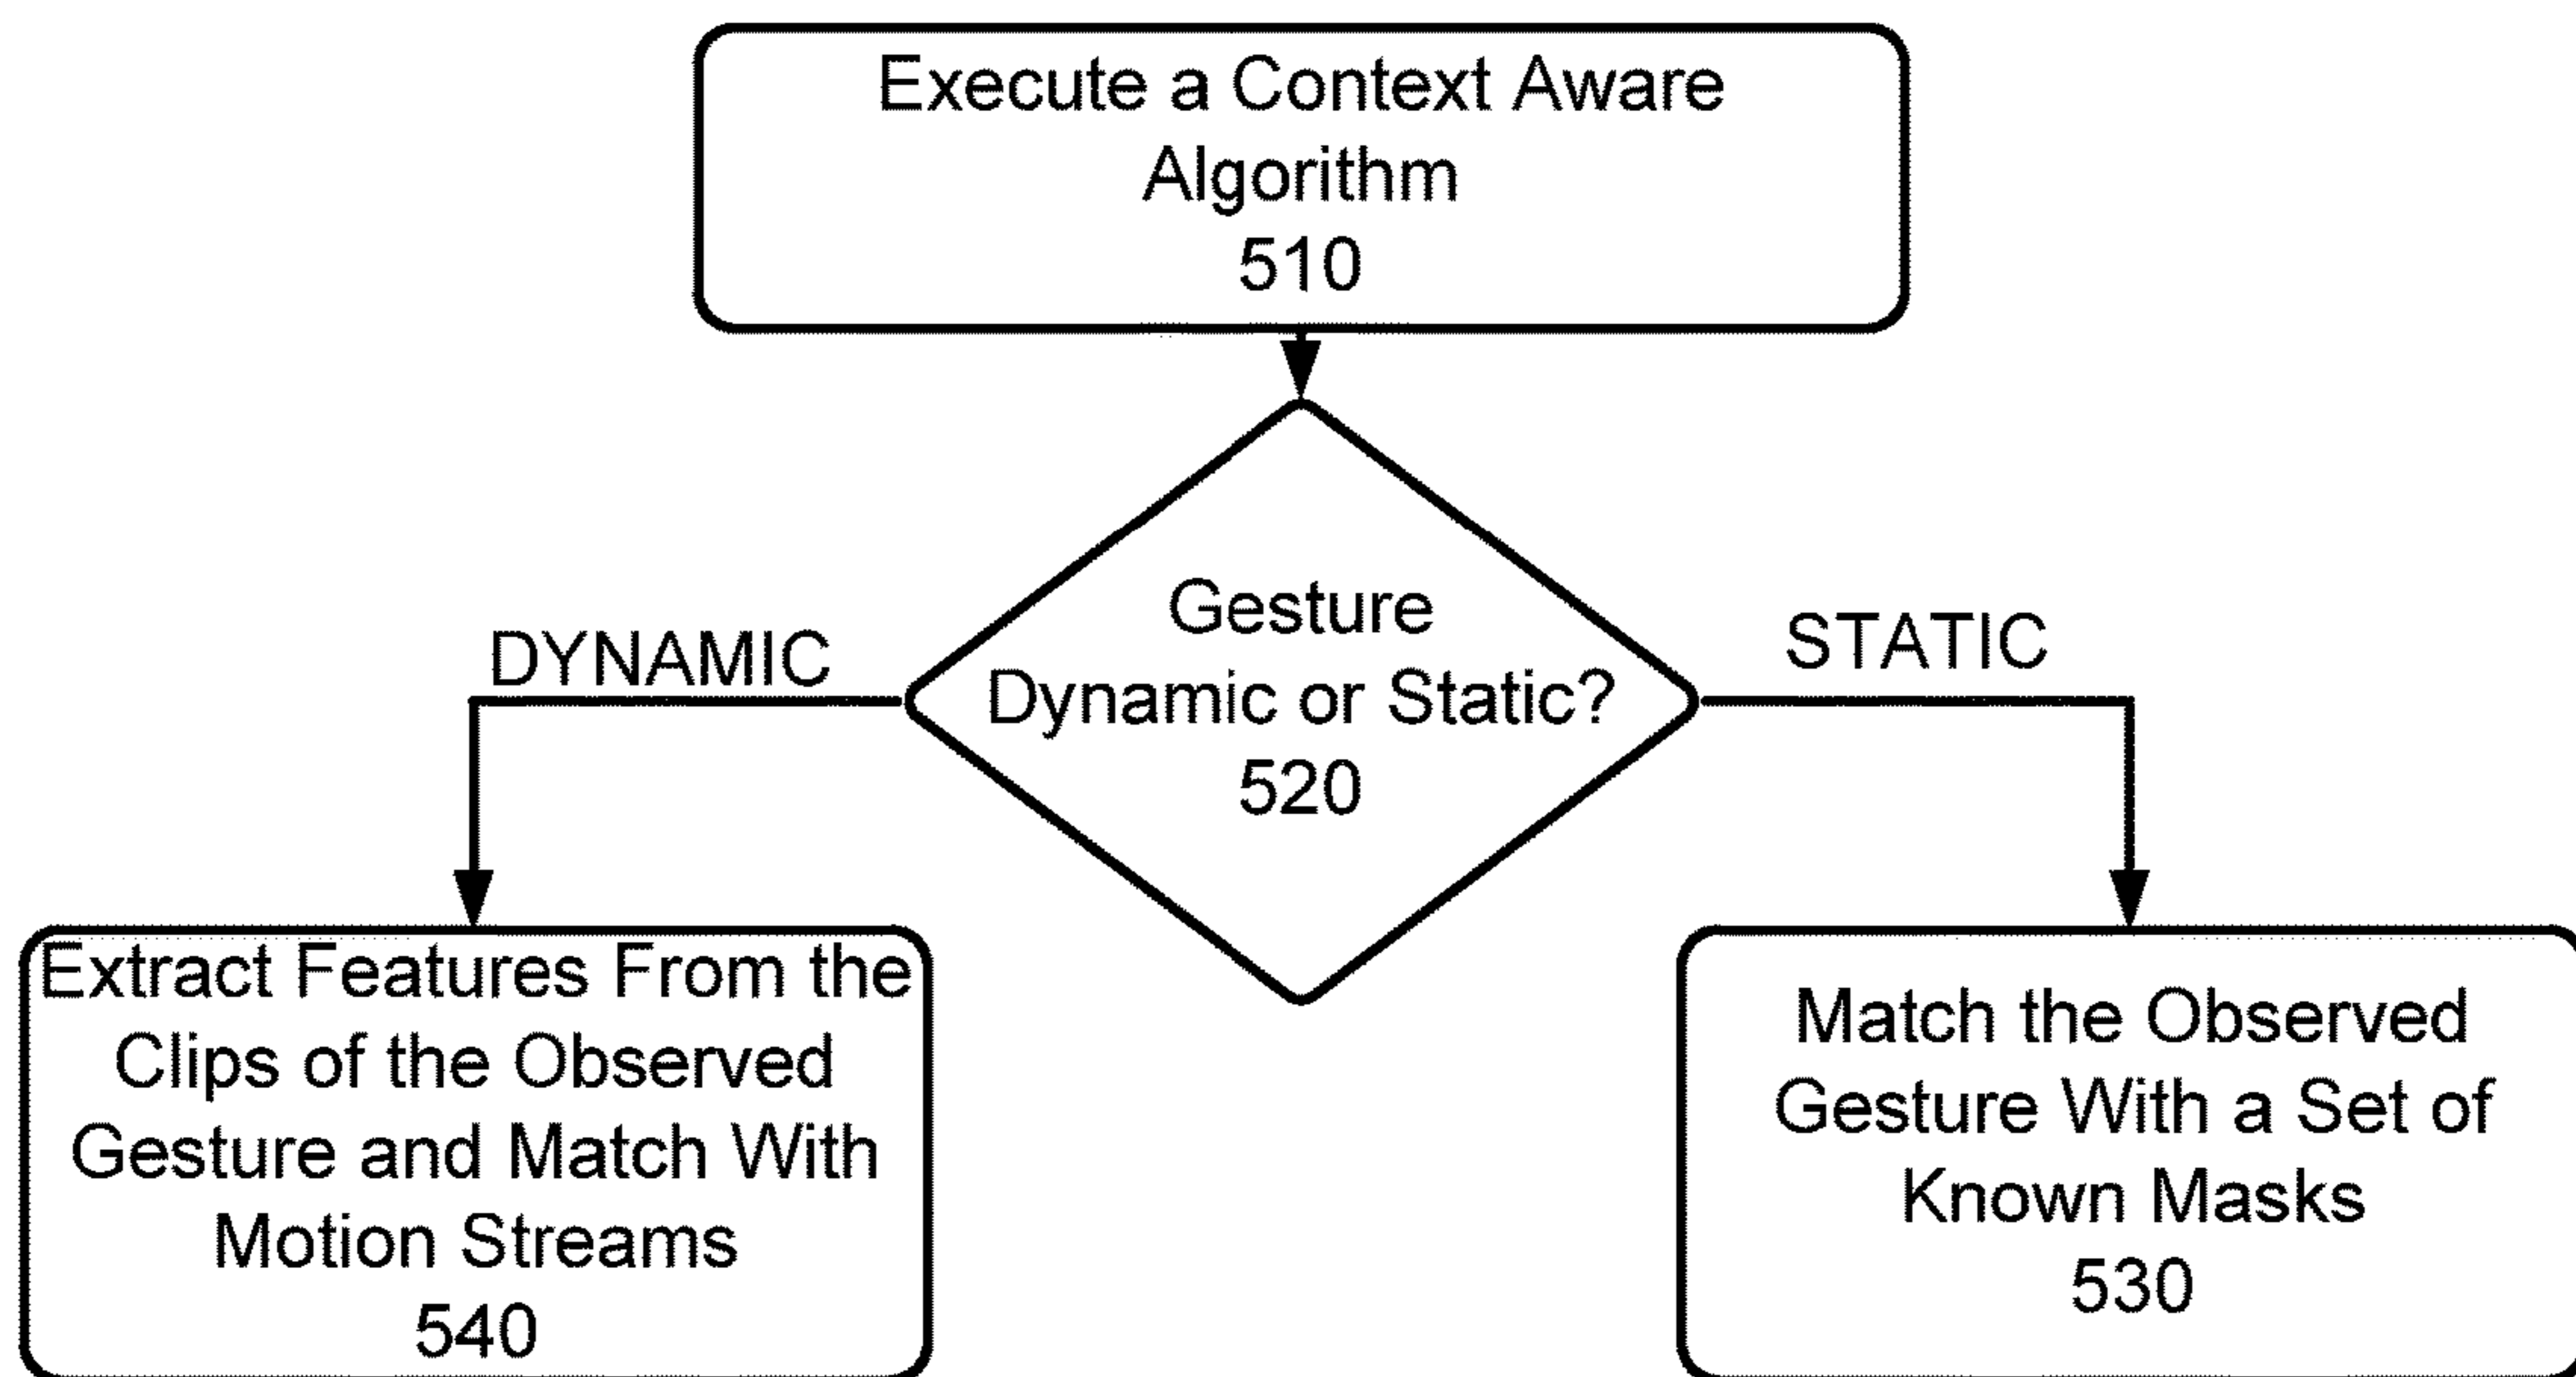 Execute a Context Aware
Algorithm
510
Gesture
Dynamic or Static?
520
DYNAMIC
STATIC
Extract Features From the
Clips of the Observed
Gesture and Match With
Motion Streams
540
Match the Observed
Gesture With a Set of
Known Masks
530